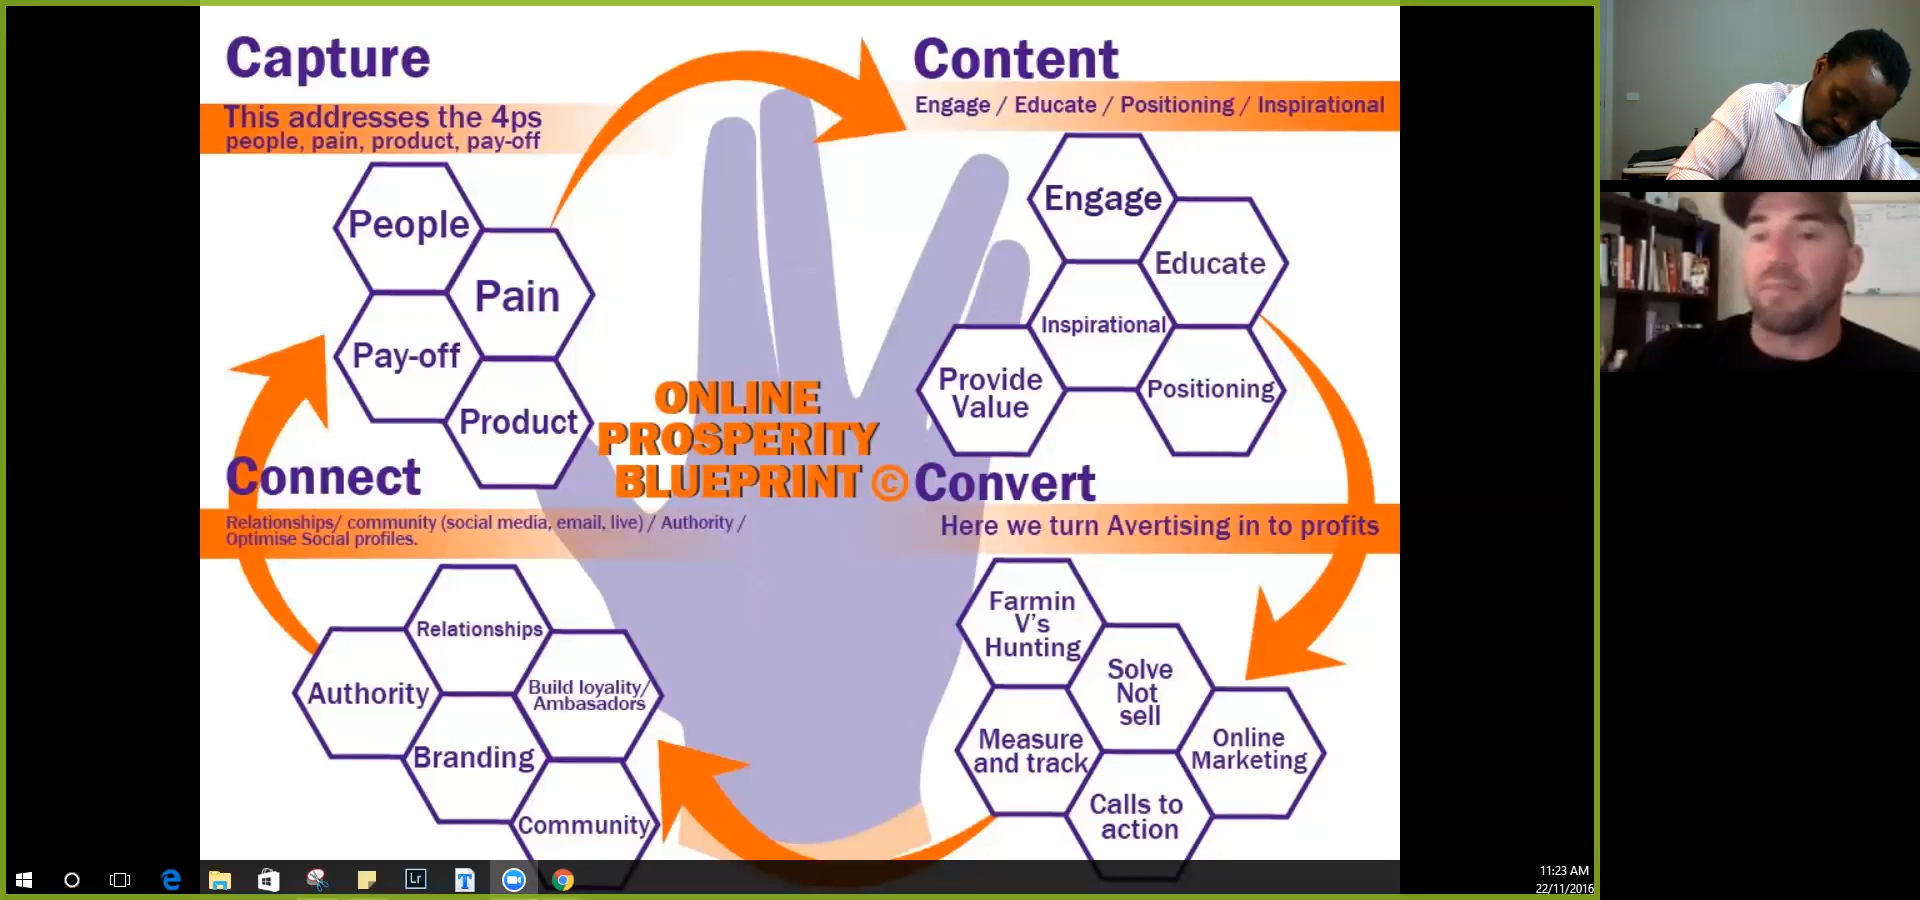 Capture
This addresses the 4ps
people, pain, product, pay-off
People
Pain
Pay-off
Product
Content
Engage / Educate / Positioning / Inspirational
Engage
Educate
Inspirational
Provide
Value
Positioning
ONLINE
PROSPERITY
BLUEPRINT ©
Connect
Relationships/ community (social media, email, live) / Authority /
Optimise Social profiles.
Relationships
Authority
Build loyality/
Ambasadors
Branding
Community
Convert
Here we turn Avertising in to profits
Farmin
V's
Hunting
Solve
Not
sell
Measure
and track
Online
Marketing
Calls to
action
Lr
T
11:23 AM
22/11/2016